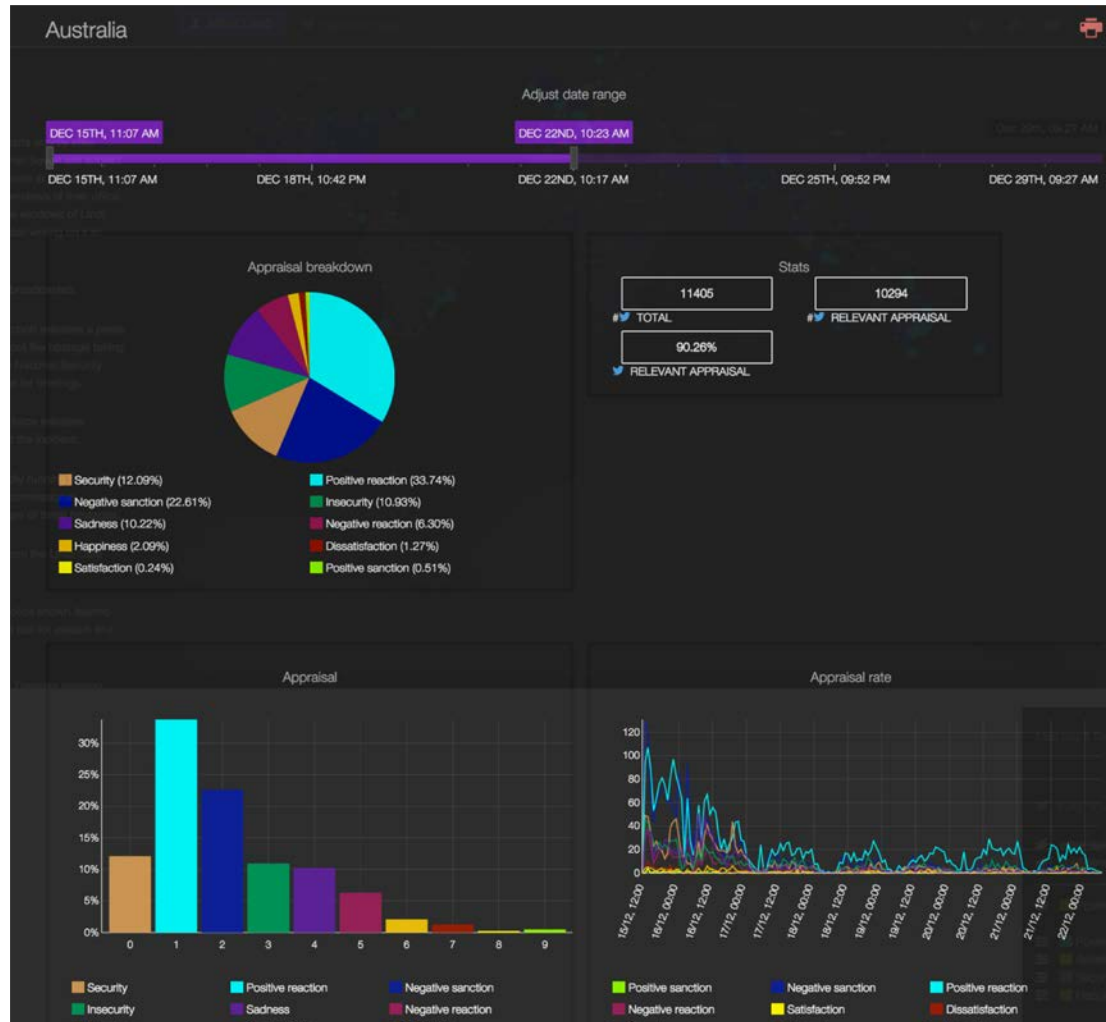 Australia
Adjust date range
DEC 15TH, 11:07 AM DEC 22ND, 10:23 AM
DEC 15TH, 11:07 AM DEC 18TH, 10:42 PM DEC 22ND, 10:17 AM DEC 25TH, 09:52 PM DEC 29TH, 09:27 AM
Appraisal breakdown
Security (12.09%) Positive reaction (33.74%)
Negative sanction (22.61%) Insecurity (10.93%)
Sadness (10.22%) Negative reaction (6.30%)
Happiness (2.09%) Dissatisfaction (1.27%)
Satisfaction (0.24%) Positive sanction (0.51%)
Stats
11405 10294
# TOTAL # RELEVANT APPRAISAL
90.26%
RELEVANT APPRAISAL
Appraisal
30%
25%
20%
15%
10%
5%
0%
0 1 2 3 4 5 6 7 8 9
Security Positive reaction Negative sanction
Insecurity Sadness Negative reaction
Appraisal rate
120
100
80
60
40
20
0
15/12, 12:00 16/12, 00:00 16/12, 12:00 17/12, 00:00 17/12, 12:00 18/12, 00:00 18/12, 12:00 19/12, 00:00 19/12, 12:00 20/12, 00:00 20/12, 12:00 21/12, 00:00 21/12, 12:00 22/12, 00:00
Positive sanction Negative sanction Positive reaction
Negative reaction Satisfaction Dissatisfaction